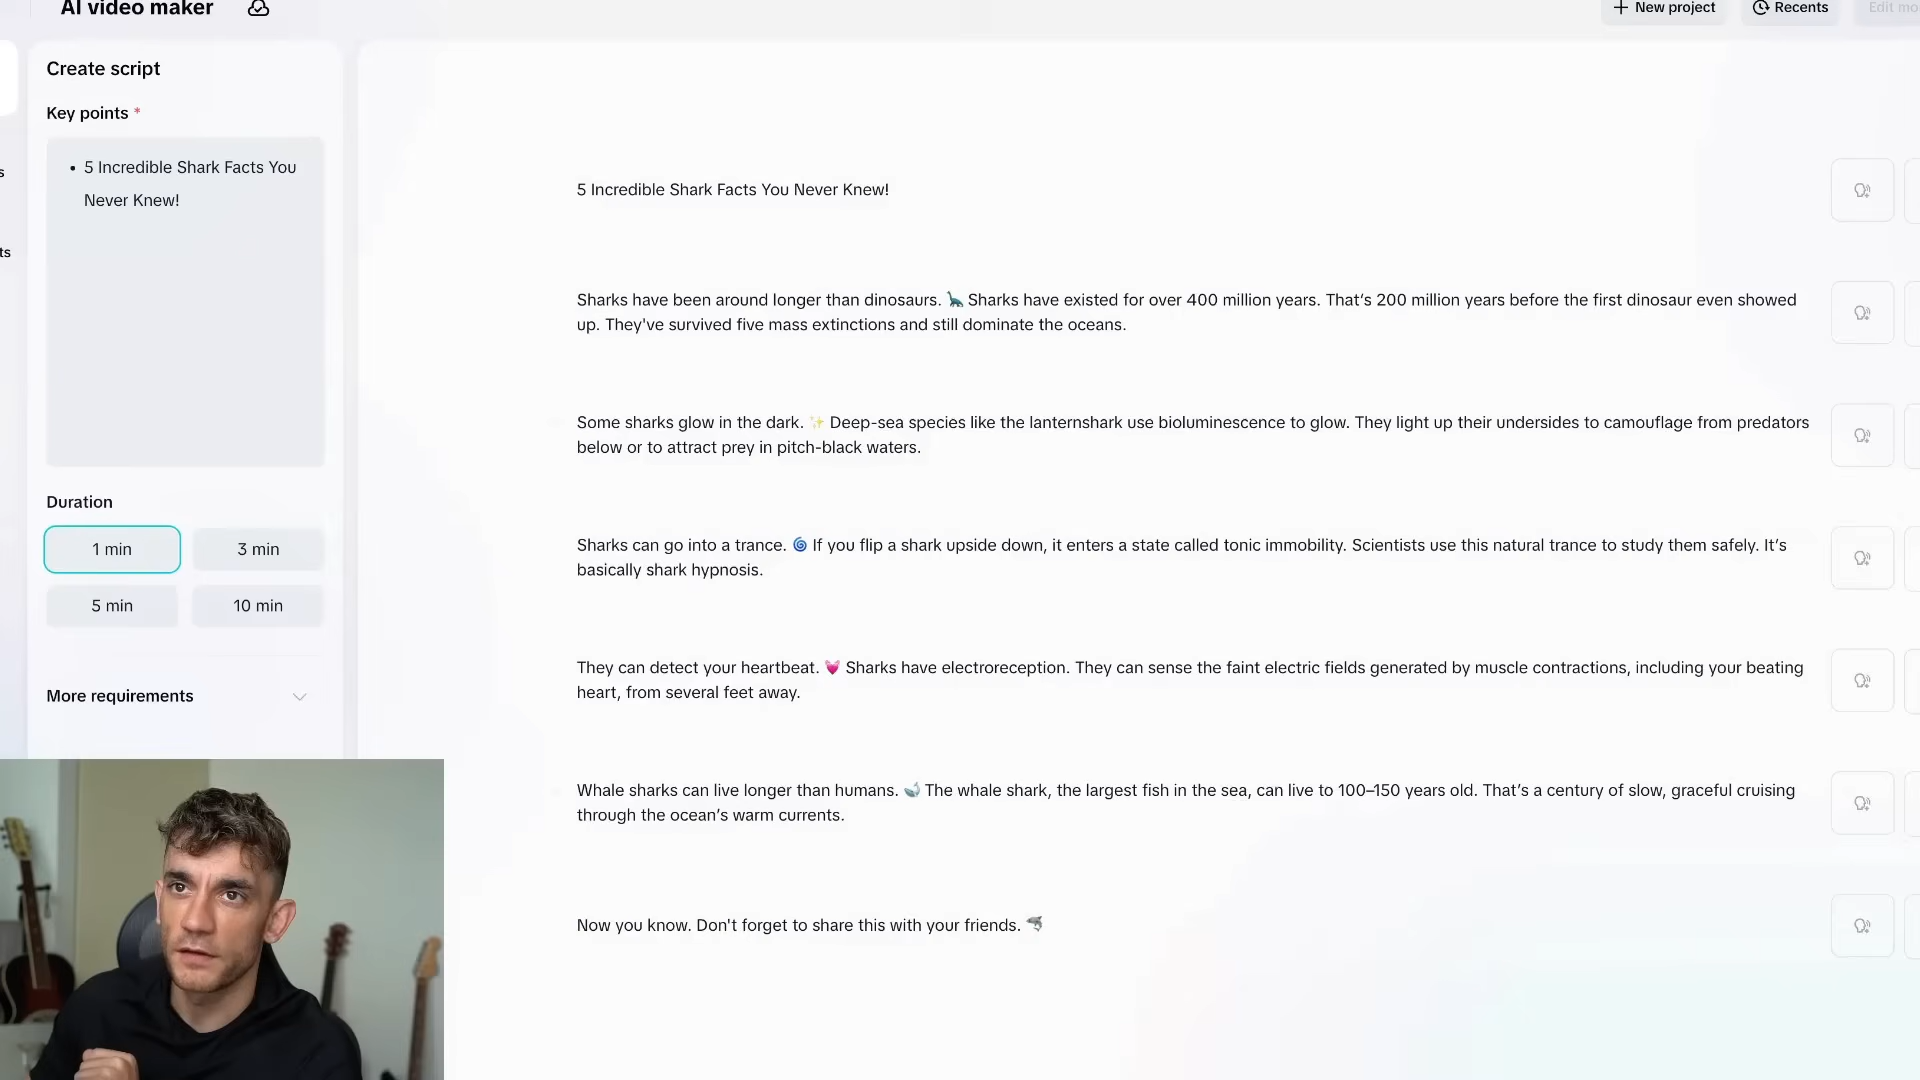 AI video maker
New project
Recents
Edit mo
s
ts
Create script
Key points *
• 5 Incredible Shark Facts You
Never Knew!
Duration
1 min
3 min
5 min
10 min
More requirements
5 Incredible Shark Facts You Never Knew!
Sharks have been around longer than dinosaurs. 🦕 Sharks have existed for over 400 million years. That’s 200 million years before the first dinosaur even showed
up. They've survived five mass extinctions and still dominate the oceans.
Some sharks glow in the dark. ✨ Deep-sea species like the lanternshark use bioluminescence to glow. They light up their undersides to camouflage from predators
below or to attract prey in pitch-black waters.
Sharks can go into a trance. 🌀 If you flip a shark upside down, it enters a state called tonic immobility. Scientists use this natural trance to study them safely. It’s
basically shark hypnosis.
They can detect your heartbeat. 💓 Sharks have electroreception. They can sense the faint electric fields generated by muscle contractions, including your beating
heart, from several feet away.
Whale sharks can live longer than humans. 🐋 The whale shark, the largest fish in the sea, can live to 100–150 years old. That’s a century of slow, graceful cruising
through the ocean’s warm currents.
Now you know. Don't forget to share this with your friends. 🦈